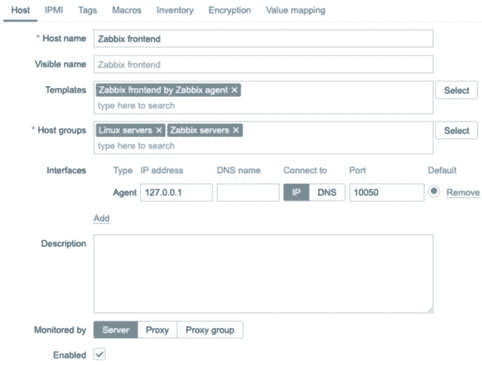 Host IPMI Tags Macros Inventory Encryption Value mapping
* Host name Zabbix frontend
Visible name Zabbix frontend
Templates Zabbix frontend by Zabbix agent × Select
type here to search
* Host groups Linux servers × Zabbix servers × Select
type here to search
Interfaces Type IP address DNS name Connect to Port Default
Agent 127.0.0.1 IP DNS 10050 Remove
Add
Description
Monitored by Server Proxy Proxy group
Enabled